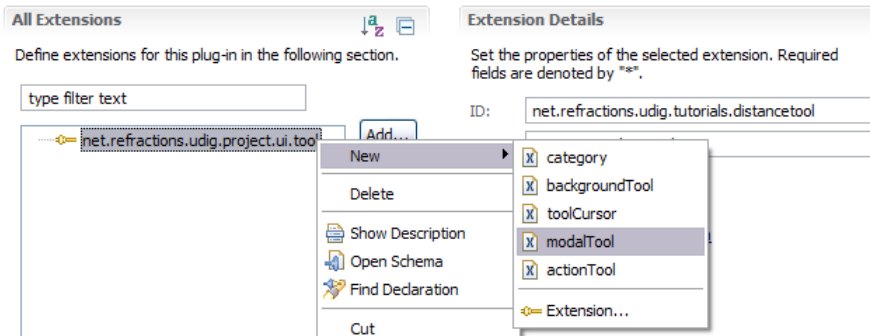 All Extensions
Define extensions for this plug-in in the following section.
type filter text
net.refractions.udig.project.ui.tool
Add...
Extension Details
Set the properties of the selected extension. Required
fields are denoted by "*".
ID:
net.refractions.udig.tutorials.distancetool
New
Delete
Show Description
Open Schema
Find Declaration
Cut
category
backgroundTool
toolCursor
modalTool
actionTool
Extension...